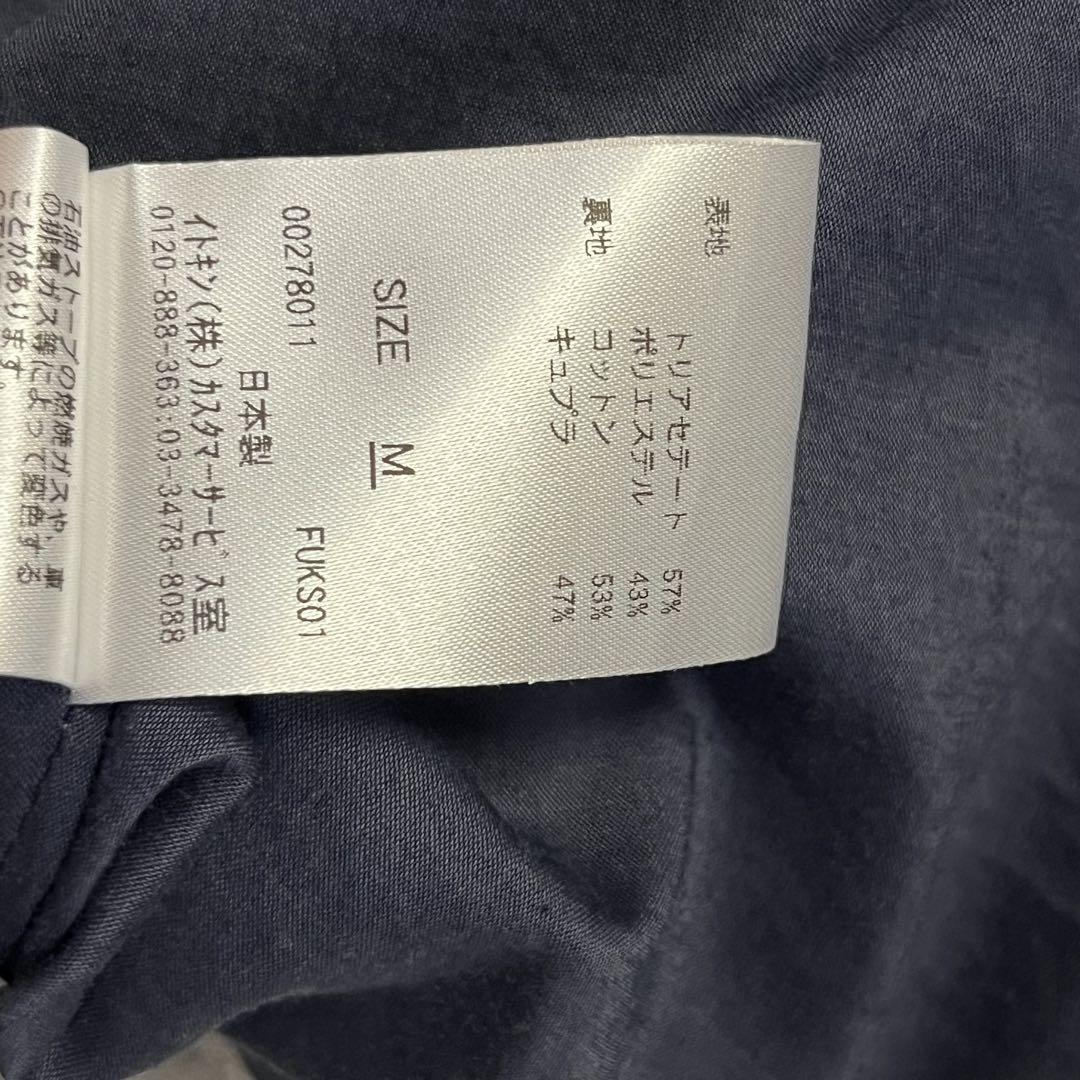 表地
トリアセテート 57%
ポリエステル 43%
裏地
コットン 53%
キュプラ 47%
SIZE M
00278011 FUKS01
日本製
イトキン(株)カスタマーサービス室
0120-888-363:03-3478-8088
石油ストーブの燃焼ガスや、車
の排気ガス等によって変色する
ことがあります。